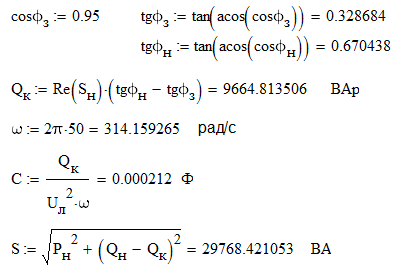 cosϕз := 0.95 tgϕз := tan(acos(cosϕз)) = 0.328684
tgϕн := tan(acos(cosϕн)) = 0.670438
Qк := Re(Sн)·(tgϕн − tgϕз) = 9664.813506 ВАр
ω := 2π·50 = 314.159265 рад/с
C := Qк / (Uл²·ω) = 0.000212 Ф
S := √(Pн² + (Qн − Qк)²) = 29768.421053 ВА